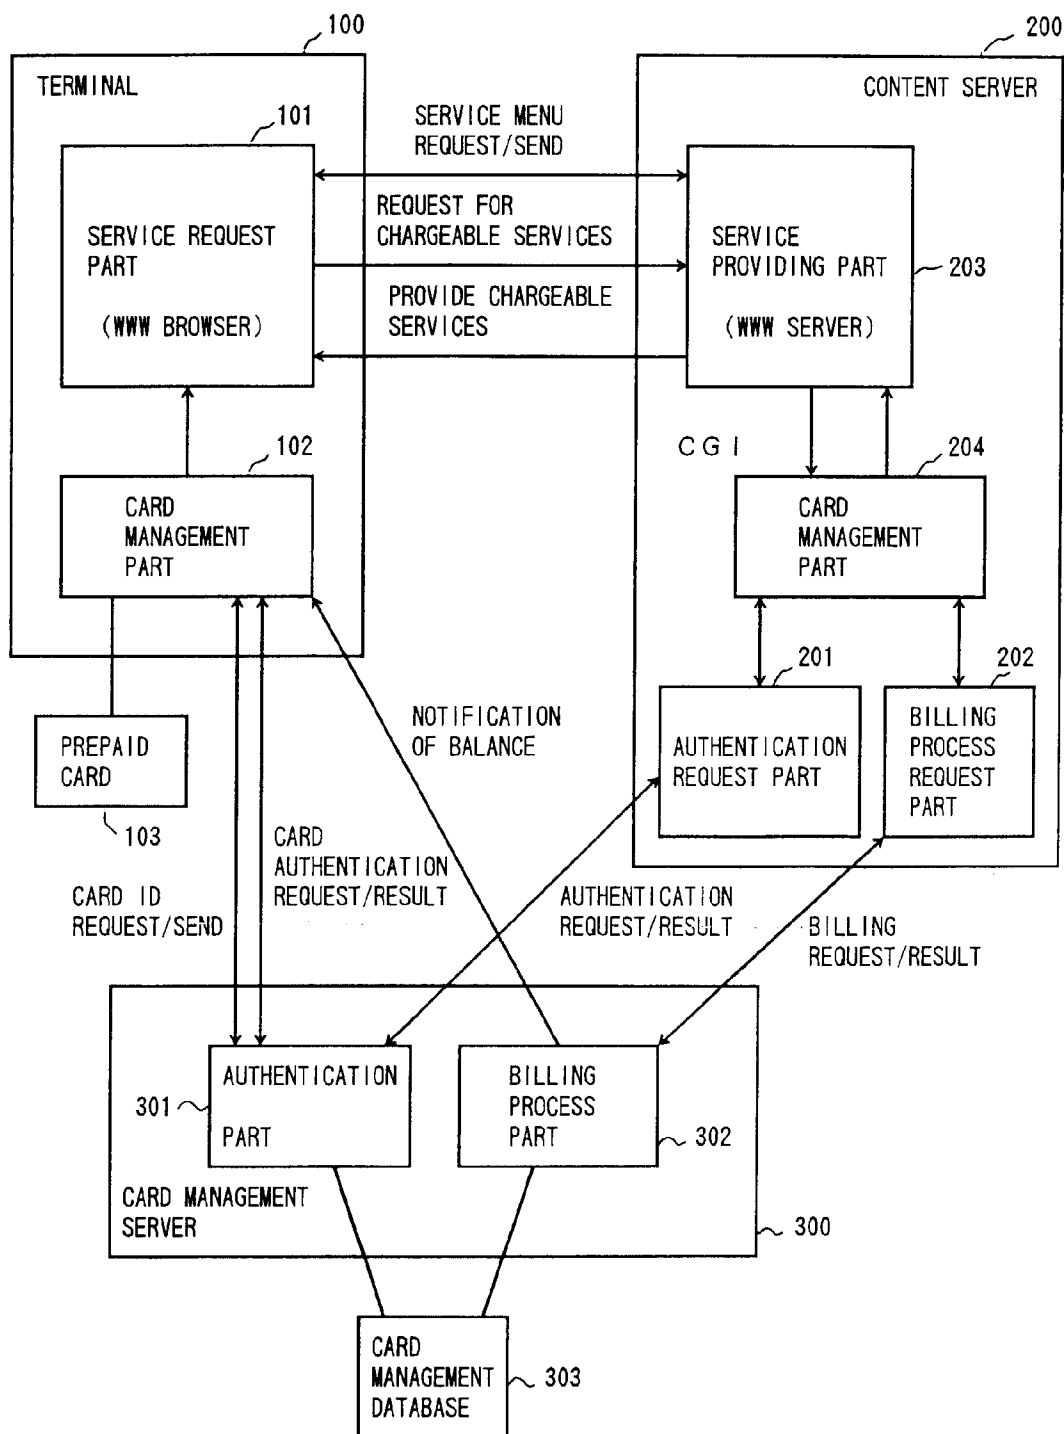 100
200
TERMINAL
CONTENT SERVER
101
SERVICE MENU
REQUEST/SEND
REQUEST FOR
CHARGEABLE SERVICES
SERVICE REQUEST
PART
(WWW BROWSER)
SERVICE
PROVIDING PART
(WWW SERVER)
203
PROVIDE CHARGEABLE
SERVICES
102
CGI
204
CARD
MANAGEMENT
PART
CARD
MANAGEMENT
PART
201
202
NOTIFICATION
OF BALANCE
PREPAID
CARD
103
AUTHENTICATION
REQUEST PART
BILLING
PROCESS
REQUEST
PART
CARD
AUTHENTICATION
REQUEST/RESULT
CARD ID
REQUEST/SEND
AUTHENTICATION
REQUEST/RESULT
BILLING
REQUEST/RESULT
AUTHENTICATION
PART
301
BILLING
PROCESS
PART
302
CARD MANAGEMENT
SERVER
300
CARD
MANAGEMENT
DATABASE
303